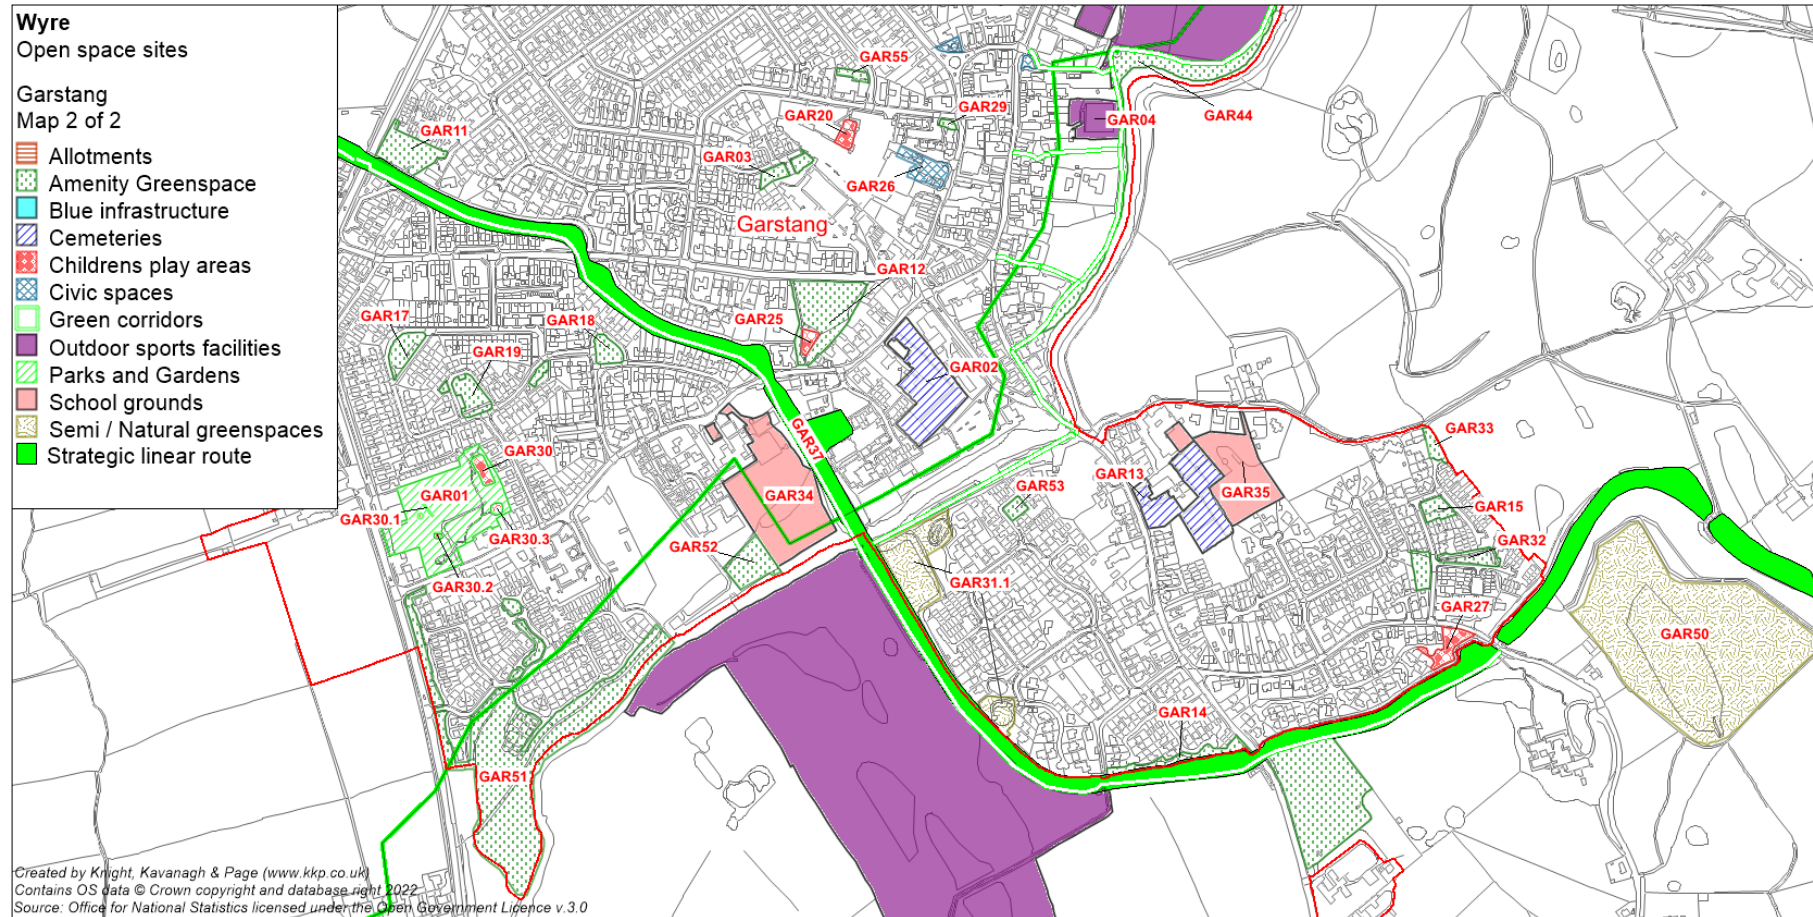 Wyre
Open space sites
Garstang
Map 2 of 2
Allotments
Amenity Greenspace
Blue infrastructure
Cemeteries
Childrens play areas
Civic spaces
Green corridors
Outdoor sports facilities
Parks and Gardens
School grounds
Semi / Natural greenspaces
Strategic linear route
GAR55
GAR11
GAR20
GAR29
GAR04
GAR44
GAR03
GAR26
Garstang
GAR12
GAR17
GAR18
GAR25
GAR19
GAR02
GAR37
GAR33
GAR30
GAR01
GAR34
GAR53
GAR13
GAR35
GAR15
GAR30.1
GAR30.3
GAR52
GAR32
GAR30.2
GAR31.1
GAR27
GAR50
GAR14
GAR51
Created by Knight, Kavanagh & Page (www.kkp.co.uk)
Contains OS data © Crown copyright and database right 2022
Source: Office for National Statistics licensed under the Open Government Licence v.3.0